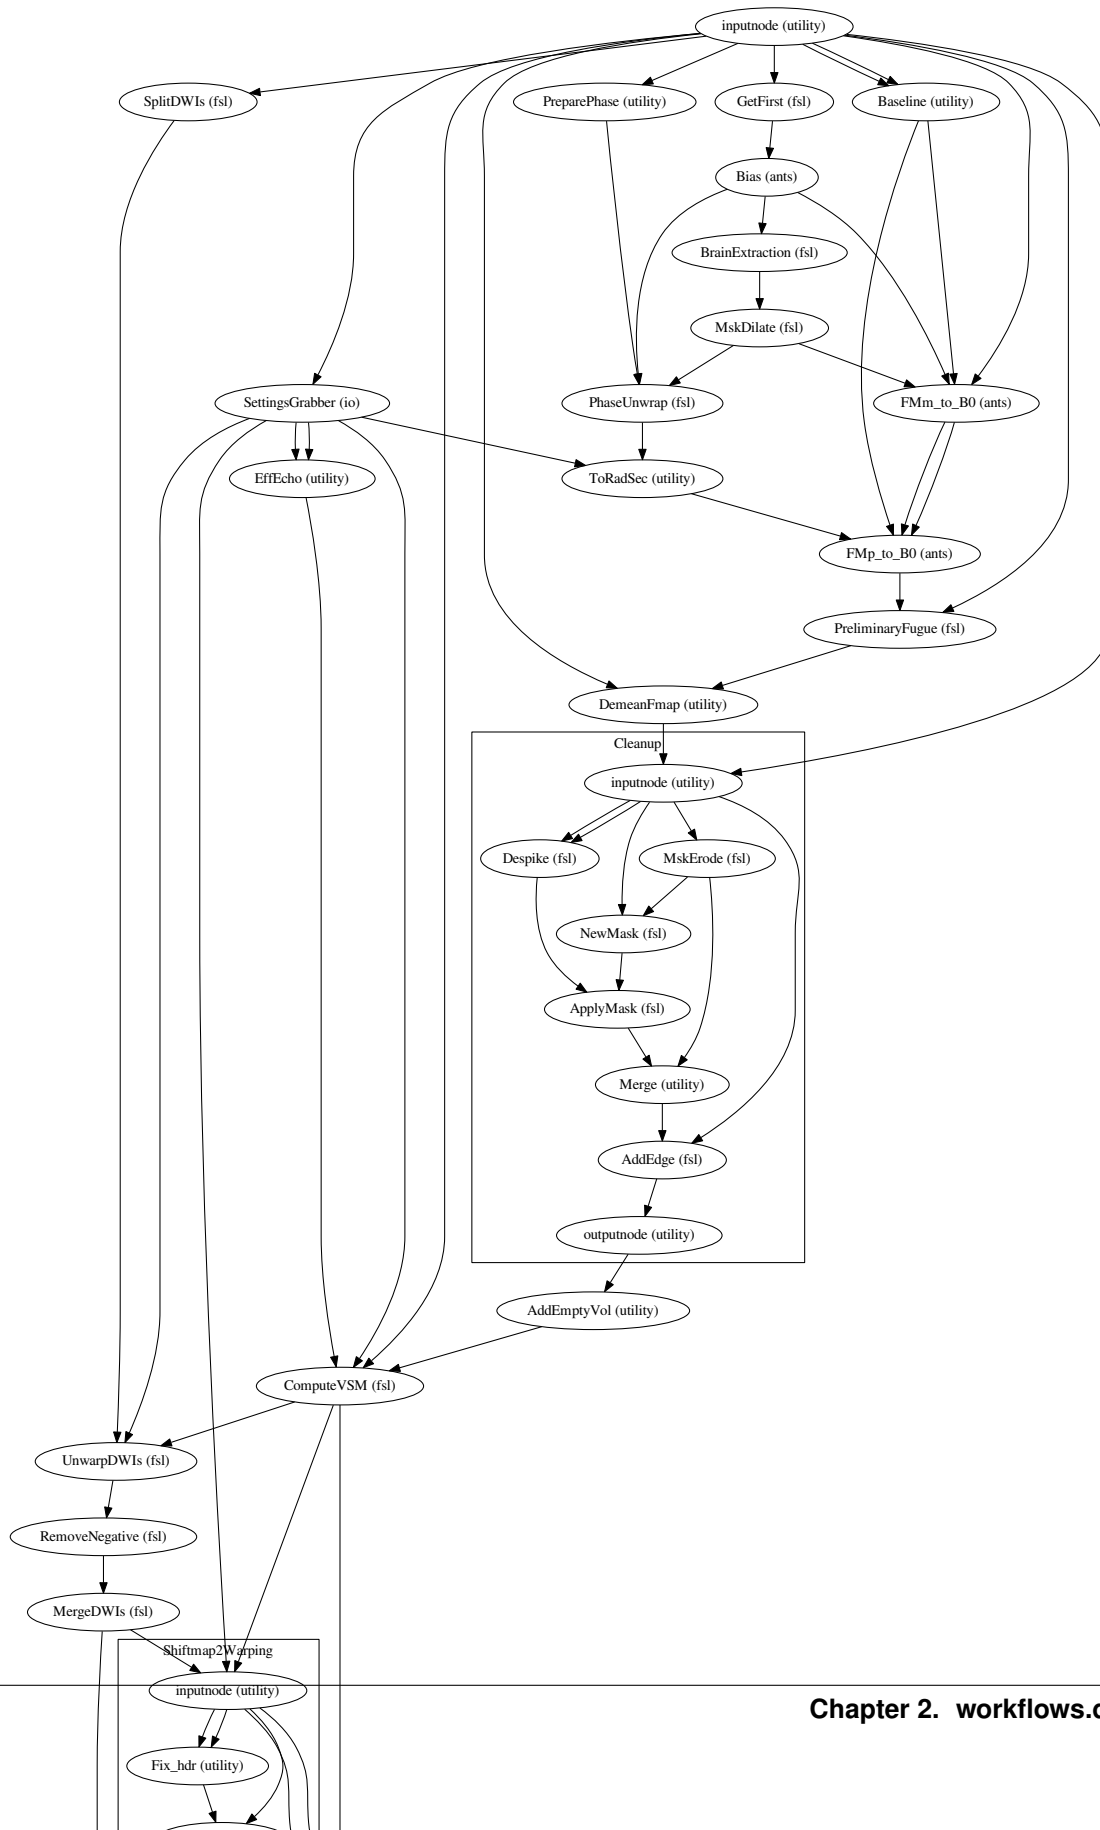 inputnode (utility)
SplitDWIs (fsl)
PreparePhase (utility)
GetFirst (fsl)
Baseline (utility)
Bias (ants)
BrainExtraction (fsl)
MskDilate (fsl)
SettingsGrabber (io)
PhaseUnwrap (fsl)
FMm_to_B0 (ants)
EffEcho (utility)
ToRadSec (utility)
FMp_to_B0 (ants)
PreliminaryFugue (fsl)
DemeanFmap (utility)
Cleanup
inputnode (utility)
Despike (fsl)
MskErode (fsl)
NewMask (fsl)
ApplyMask (fsl)
Merge (utility)
AddEdge (fsl)
outputnode (utility)
AddEmptyVol (utility)
ComputeVSM (fsl)
UnwarpDWIs (fsl)
RemoveNegative (fsl)
MergeDWIs (fsl)
Shiftmap2Warping
inputnode (utility)
Chapter 2. workflows.
Fix_hdr (utility)